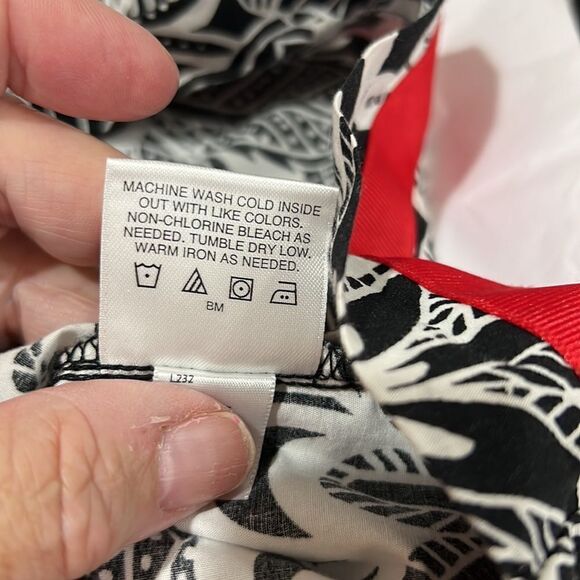 MACHINE WASH COLD INSIDE
OUT WITH LIKE COLORS.
NON-CHLORINE BLEACH AS
NEEDED. TUMBLE DRY LOW.
WARM IRON AS NEEDED.
BM
L232